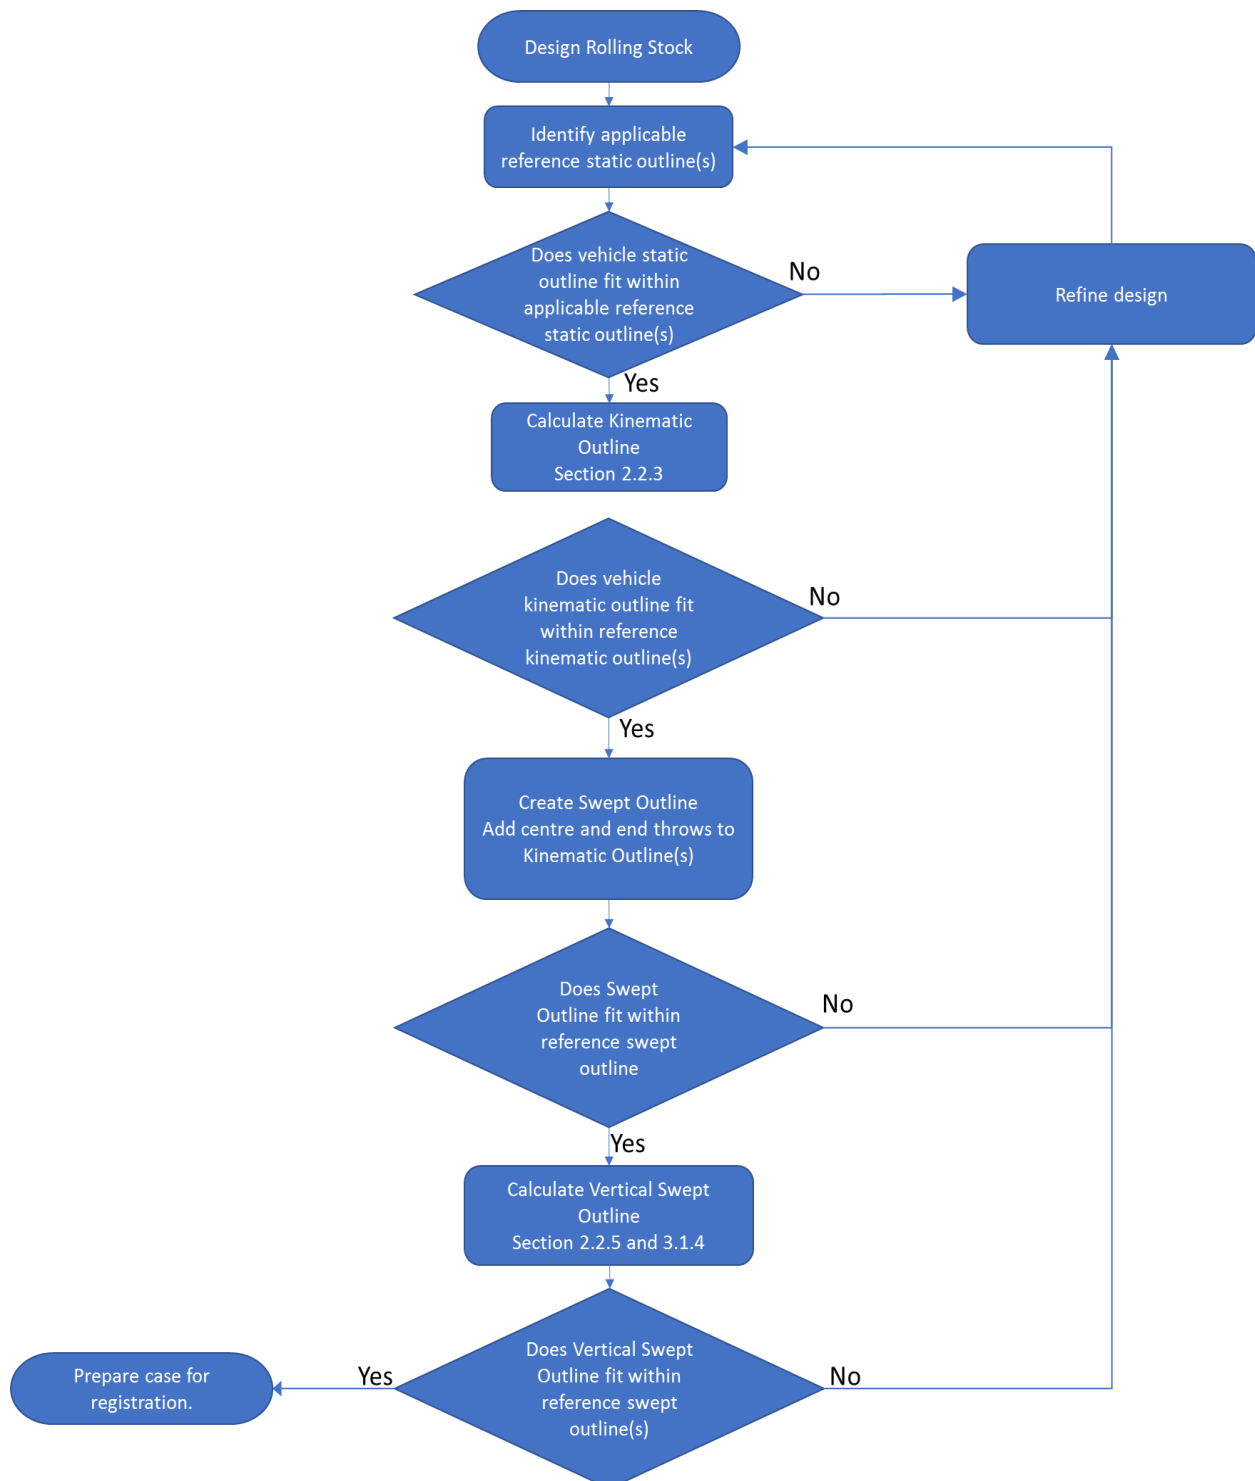 Design Rolling Stock
Identify applicable
reference static outline(s)
Does vehicle static
outline fit within
applicable reference
static outline(s)
No
Refine design
Yes
Calculate Kinematic
Outline
Section 2.2.3
Does vehicle
kinematic outline fit
within reference
kinematic outline(s)
No
Yes
Create Swept Outline
Add centre and end throws to
Kinematic Outline(s)
Does Swept
Outline fit within
reference swept
outline
No
Yes
Calculate Vertical Swept
Outline
Section 2.2.5 and 3.1.4
Does Vertical Swept
Outline fit within
reference swept
outline(s)
Yes
No
Prepare case for
registration.